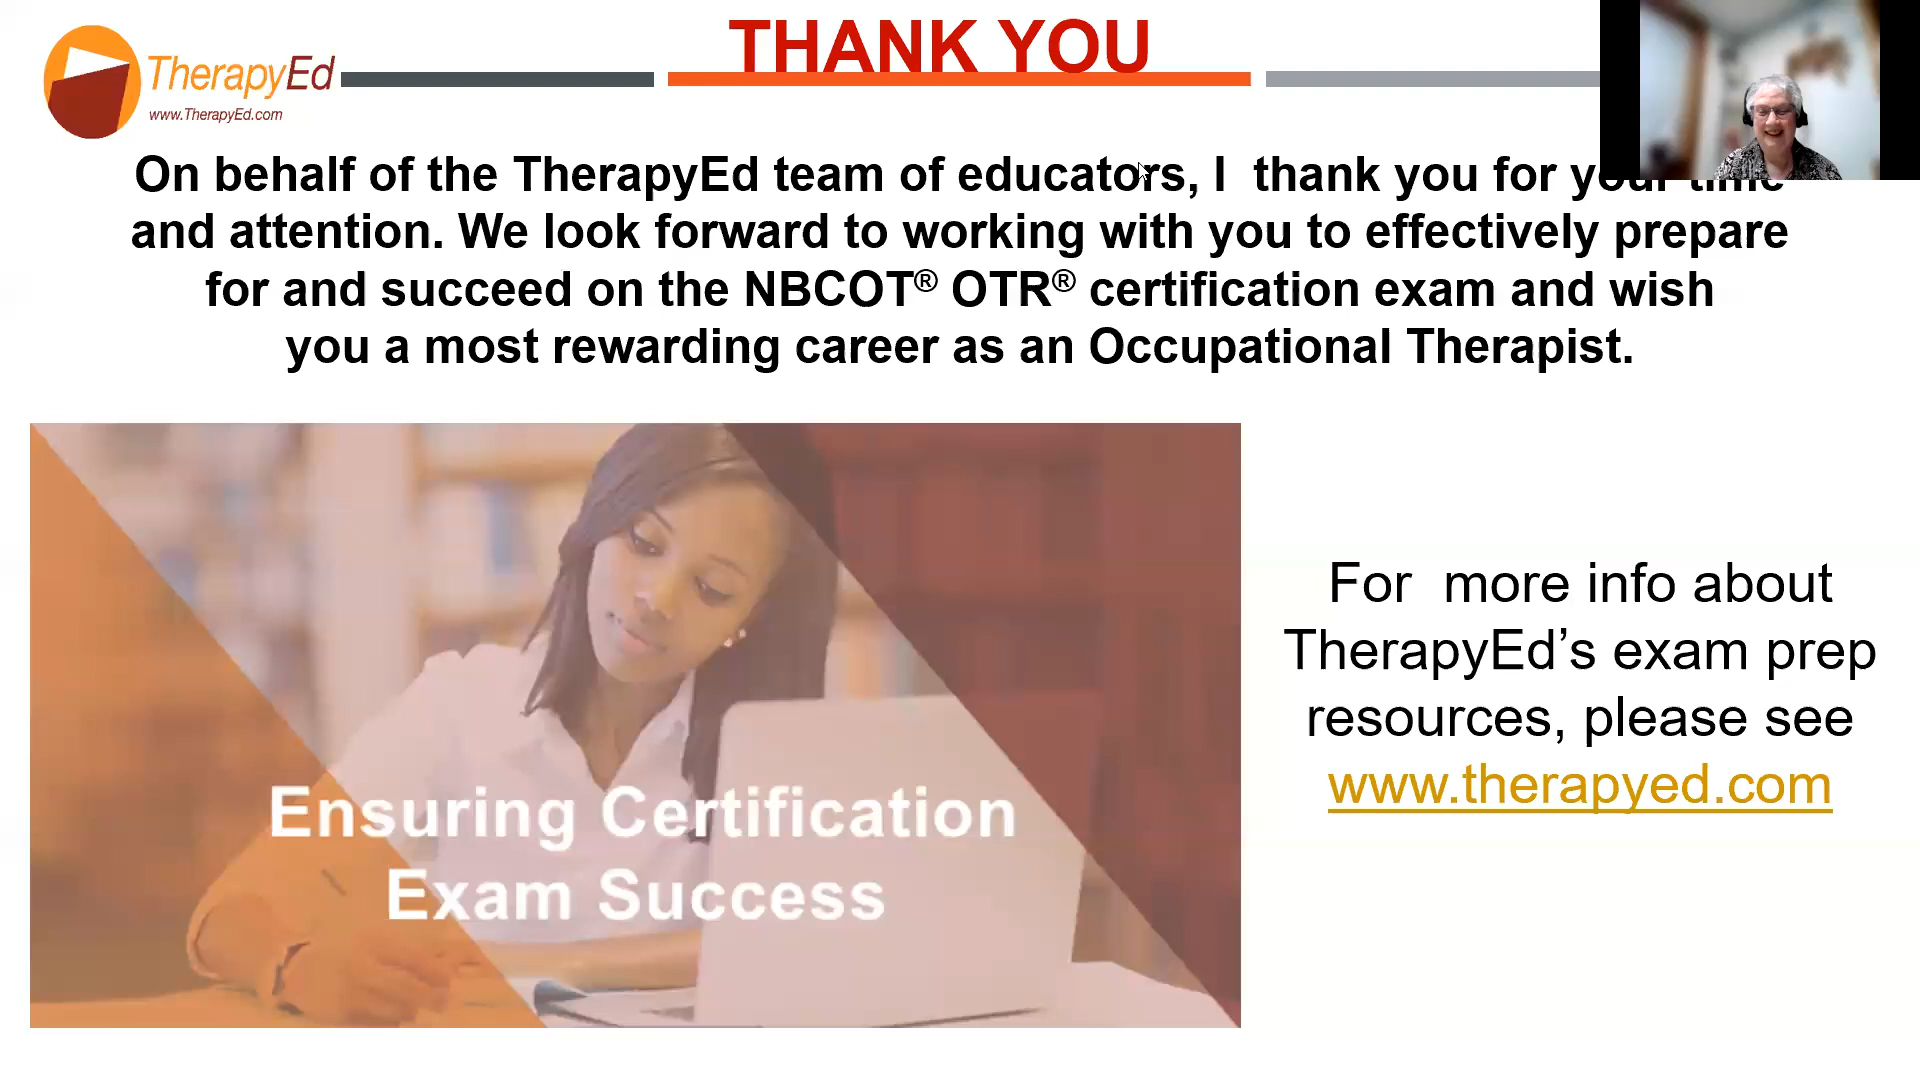 THANK YOU
TherapyEd
www.TherapyEd.com
On behalf of the TherapyEd team of educators, I  thank you for your time
and attention. We look forward to working with you to effectively prepare
for and succeed on the NBCOT® OTR® certification exam and wish
you a most rewarding career as an Occupational Therapist.
Ensuring Certification
Exam Success
For  more info about
TherapyEd’s exam prep
resources, please see
www.therapyed.com